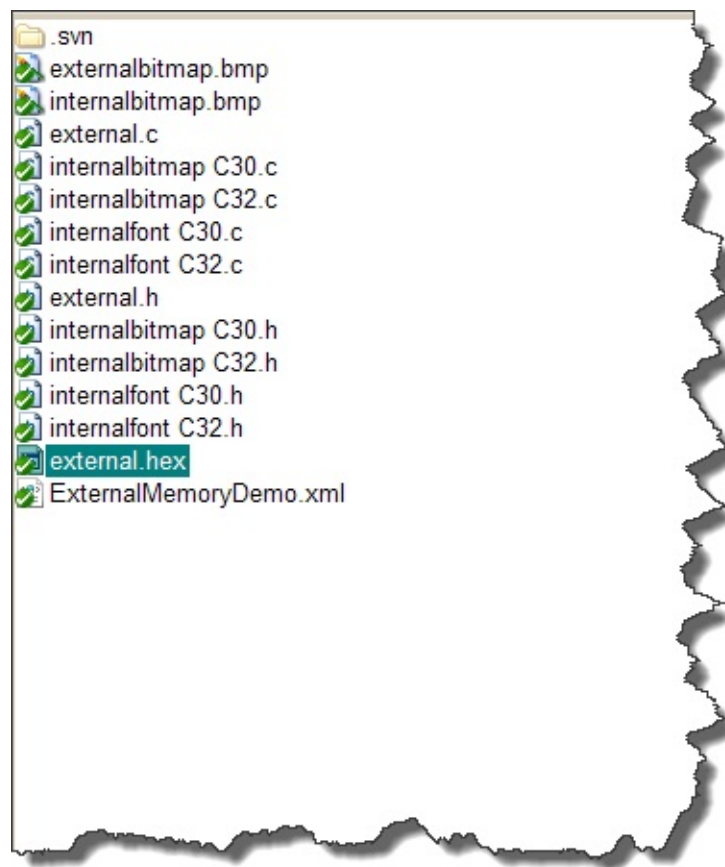 .svn
externalbitmap.bmp
internalbitmap.bmp
external.c
internalbitmap C30.c
internalbitmap C32.c
internalfont C30.c
internalfont C32.c
external.h
internalbitmap C30.h
internalbitmap C32.h
internalfont C30.h
internalfont C32.h
external.hex
ExternalMemoryDemo.xml